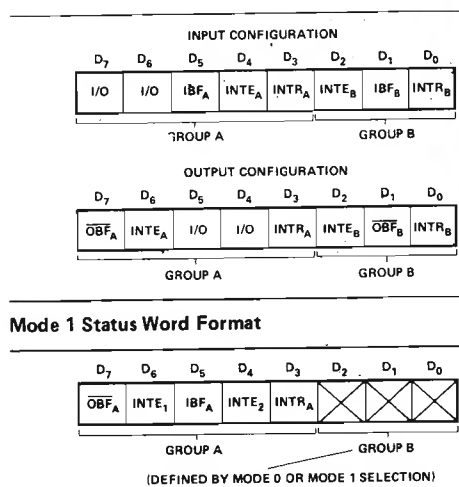 INPUT CONFIGURATION
D7 D6 D5 D4 D3 D2 D1 D0
I/O I/O IBFA INTEA INTRA INTEB IBFB INTRB
GROUP A GROUP B
OUTPUT CONFIGURATION
D7 D6 D5 D4 D3 D2 D1 D0
O̅B̅F̅A INTEA I/O I/O INTRA INTEB O̅B̅F̅B INTRB
GROUP A GROUP B
Mode 1 Status Word Format
D7 D6 D5 D4 D3 D2 D1 D0
O̅B̅F̅A INTE1 IBFA INTE2 INTRA
GROUP A GROUP B
(DEFINED BY MODE 0 OR MODE 1 SELECTION)